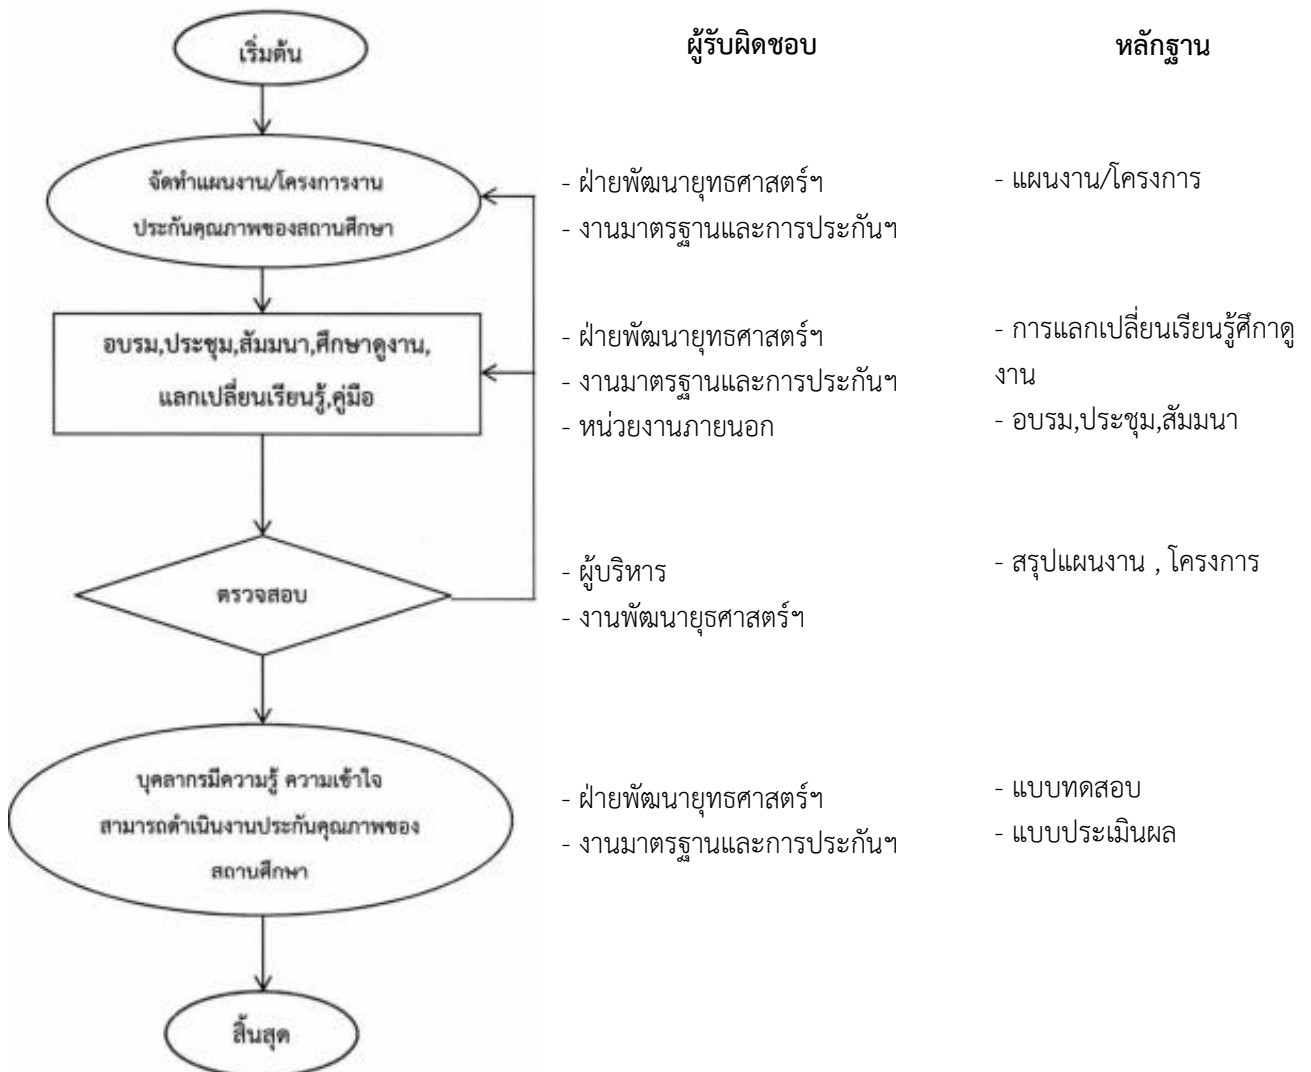 เริ่มต้น
ผู้รับผิดชอบ
หลักฐาน
จัดทำแผนงาน/โครงการงาน
ประกันคุณภาพของสถานศึกษา
- ฝ่ายพัฒนายุทธศาสตร์ฯ
- งานมาตรฐานและการประกันฯ
- แผนงาน/โครงการ
อบรม,ประชุม,สัมมนา,ศึกษาดูงาน,
แลกเปลี่ยนเรียนรู้,คู่มือ
- ฝ่ายพัฒนายุทธศาสตร์ฯ
- งานมาตรฐานและการประกันฯ
- หน่วยงานภายนอก
- การแลกเปลี่ยนเรียนรู้ศึกาดู
งาน
- อบรม,ประชุม,สัมมนา
ตรวจสอบ
- ผู้บริหาร
- งานพัฒนายุธศาสตร์ฯ
- สรุปแผนงาน , โครงการ
บุคลากรมีความรู้ ความเข้าใจ
สามารถดำเนินงานประกันคุณภาพของ
สถานศึกษา
- ฝ่ายพัฒนายุทธศาสตร์ฯ
- งานมาตรฐานและการประกันฯ
- แบบทดสอบ
- แบบประเมินผล
สิ้นสุด